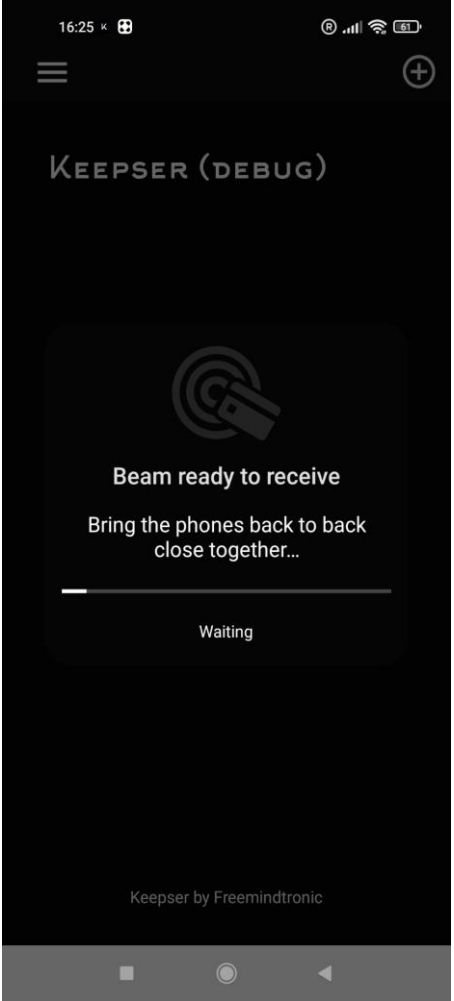 16:25 K
R 61
Keepser (debug)
Beam ready to receive
Bring the phones back to back
close together...
Waiting
Keepser by Freemindtronic